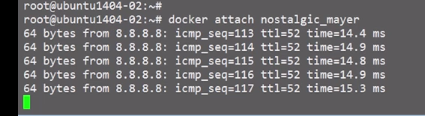 root@ubuntu1404-02:~#
root@ubuntu1404-02:~# docker attach nostalgic_mayer
64 bytes from 8.8.8.8: icmp_seq=113 ttl=52 time=14.4 ms
64 bytes from 8.8.8.8: icmp_seq=114 ttl=52 time=14.9 ms
64 bytes from 8.8.8.8: icmp_seq=115 ttl=52 time=14.8 ms
64 bytes from 8.8.8.8: icmp_seq=116 ttl=52 time=14.9 ms
64 bytes from 8.8.8.8: icmp_seq=117 ttl=52 time=15.3 ms